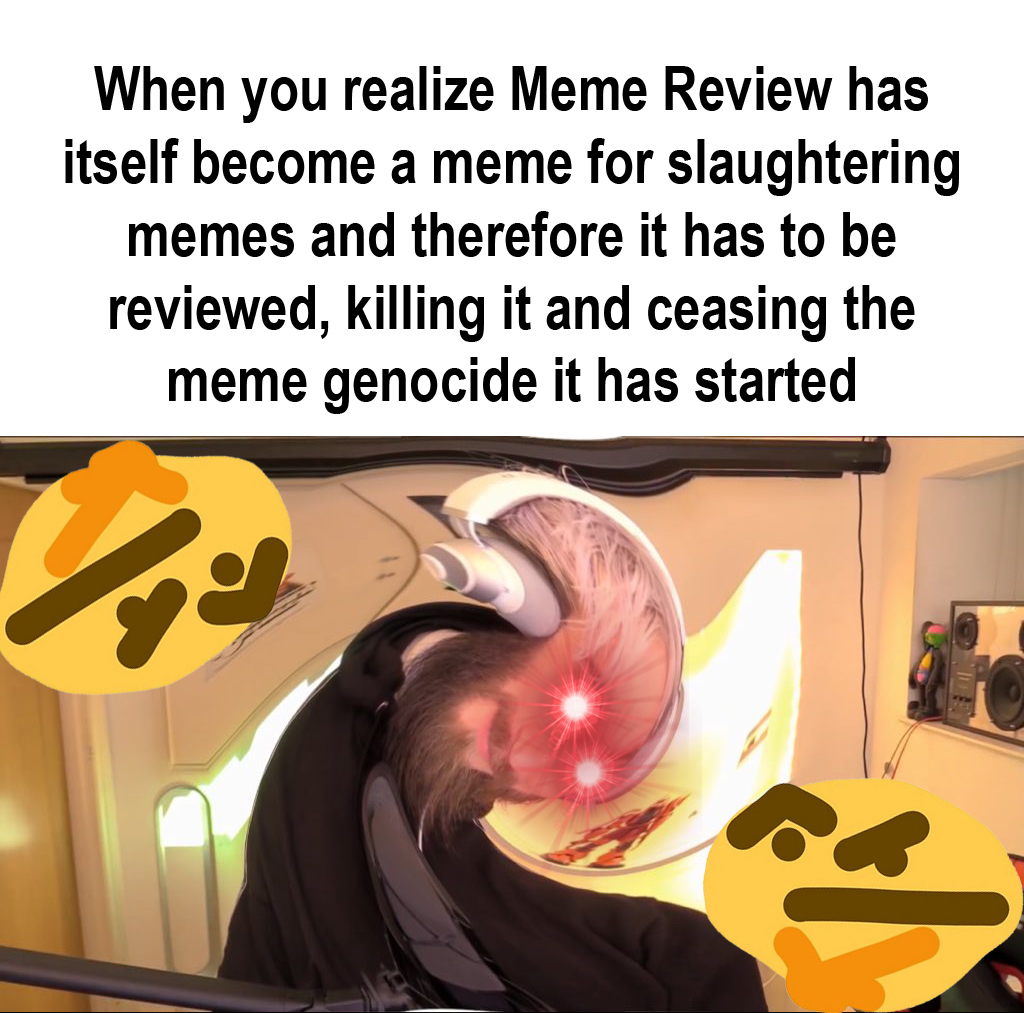 When you realize Meme Review has
itself become a meme for slaughtering
memes and therefore it has to be
reviewed, killing it and ceasing the
meme genocide it has started